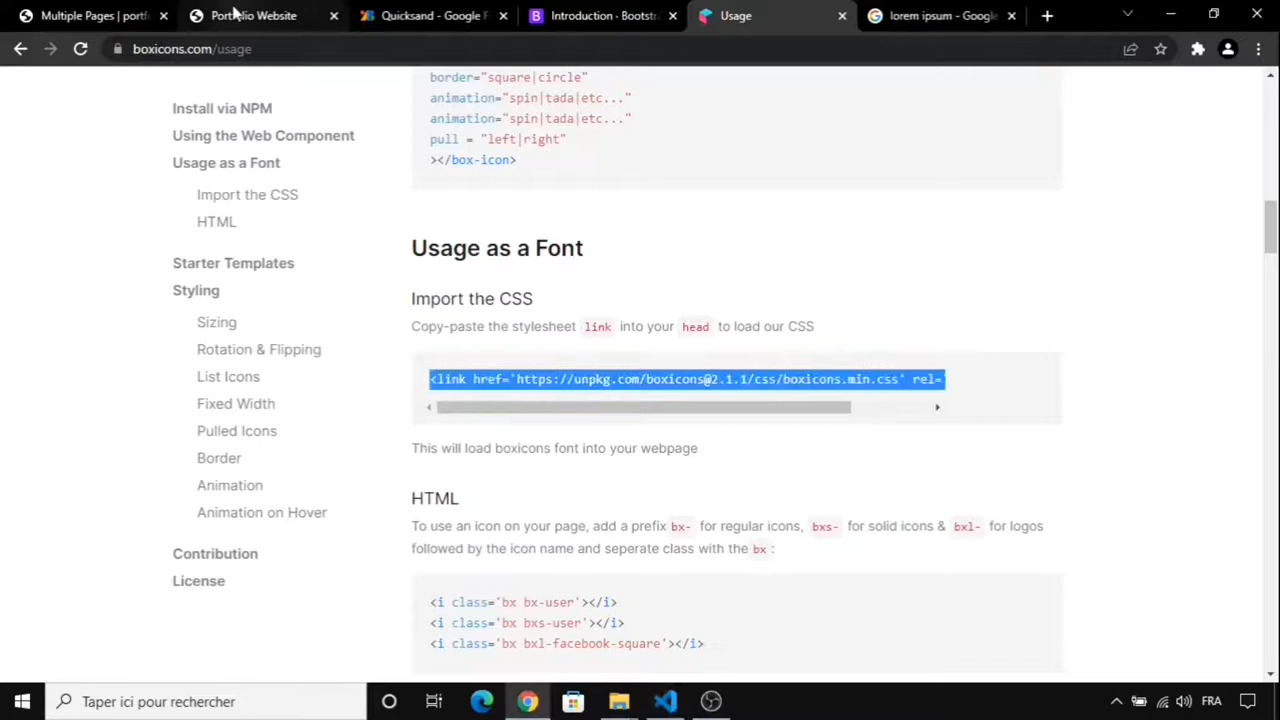 Multiple Pages | portf
Portfolio Website
Quicksand - Google F
Introduction · Bootstr
Usage
lorem ipsum - Google
boxicons.com/usage
border="square|circle"
animation="spin|tada|etc..."
animation="spin|tada|etc..."
pull = "left|right"
></box-icon>
Install via NPM
Using the Web Component
Usage as a Font
Import the CSS
HTML
Starter Templates
Styling
Sizing
Rotation & Flipping
List Icons
Fixed Width
Pulled Icons
Border
Animation
Animation on Hover
Contribution
License
Usage as a Font
Import the CSS
Copy-paste the stylesheet link into your head to load our CSS
<link href='https://unpkg.com/boxicons@2.1.1/css/boxicons.min.css' rel='
This will load boxicons font into your webpage
HTML
To use an icon on your page, add a prefix bx- for regular icons, bxs- for solid icons & bxl- for logos
followed by the icon name and seperate class with the bx :
<i class='bx bx-user'></i>
<i class='bx bxs-user'></i>
<i class='bx bxl-facebook-square'></i>
Taper ici pour rechercher
FRA